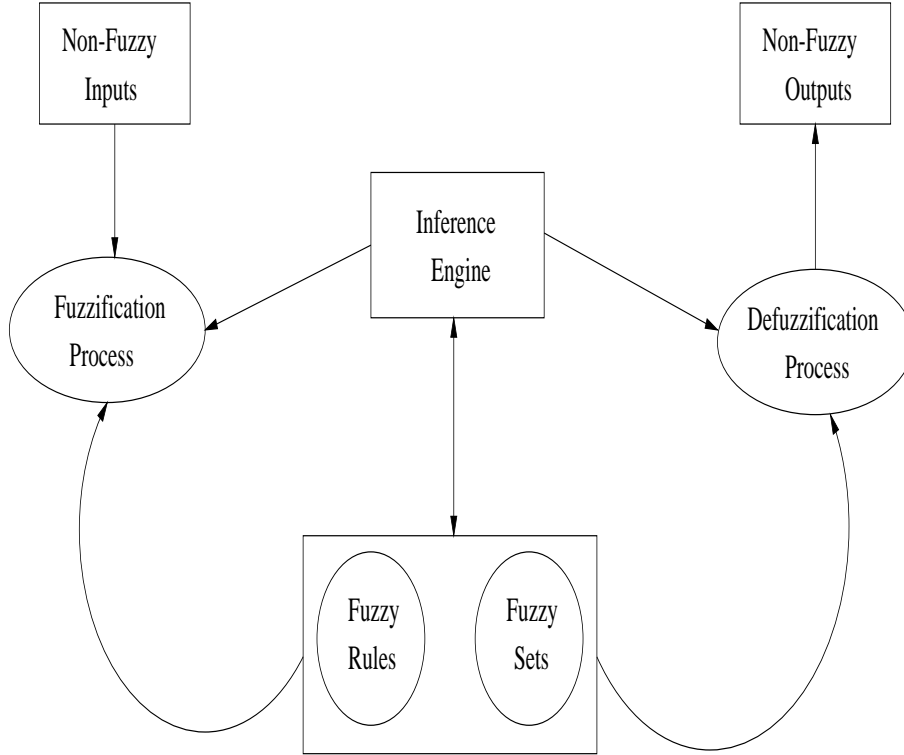 Non-Fuzzy
Inputs
Non-Fuzzy
Outputs
Inference
Engine
Fuzzification
Process
Defuzzification
Process
Fuzzy
Rules
Fuzzy
Sets